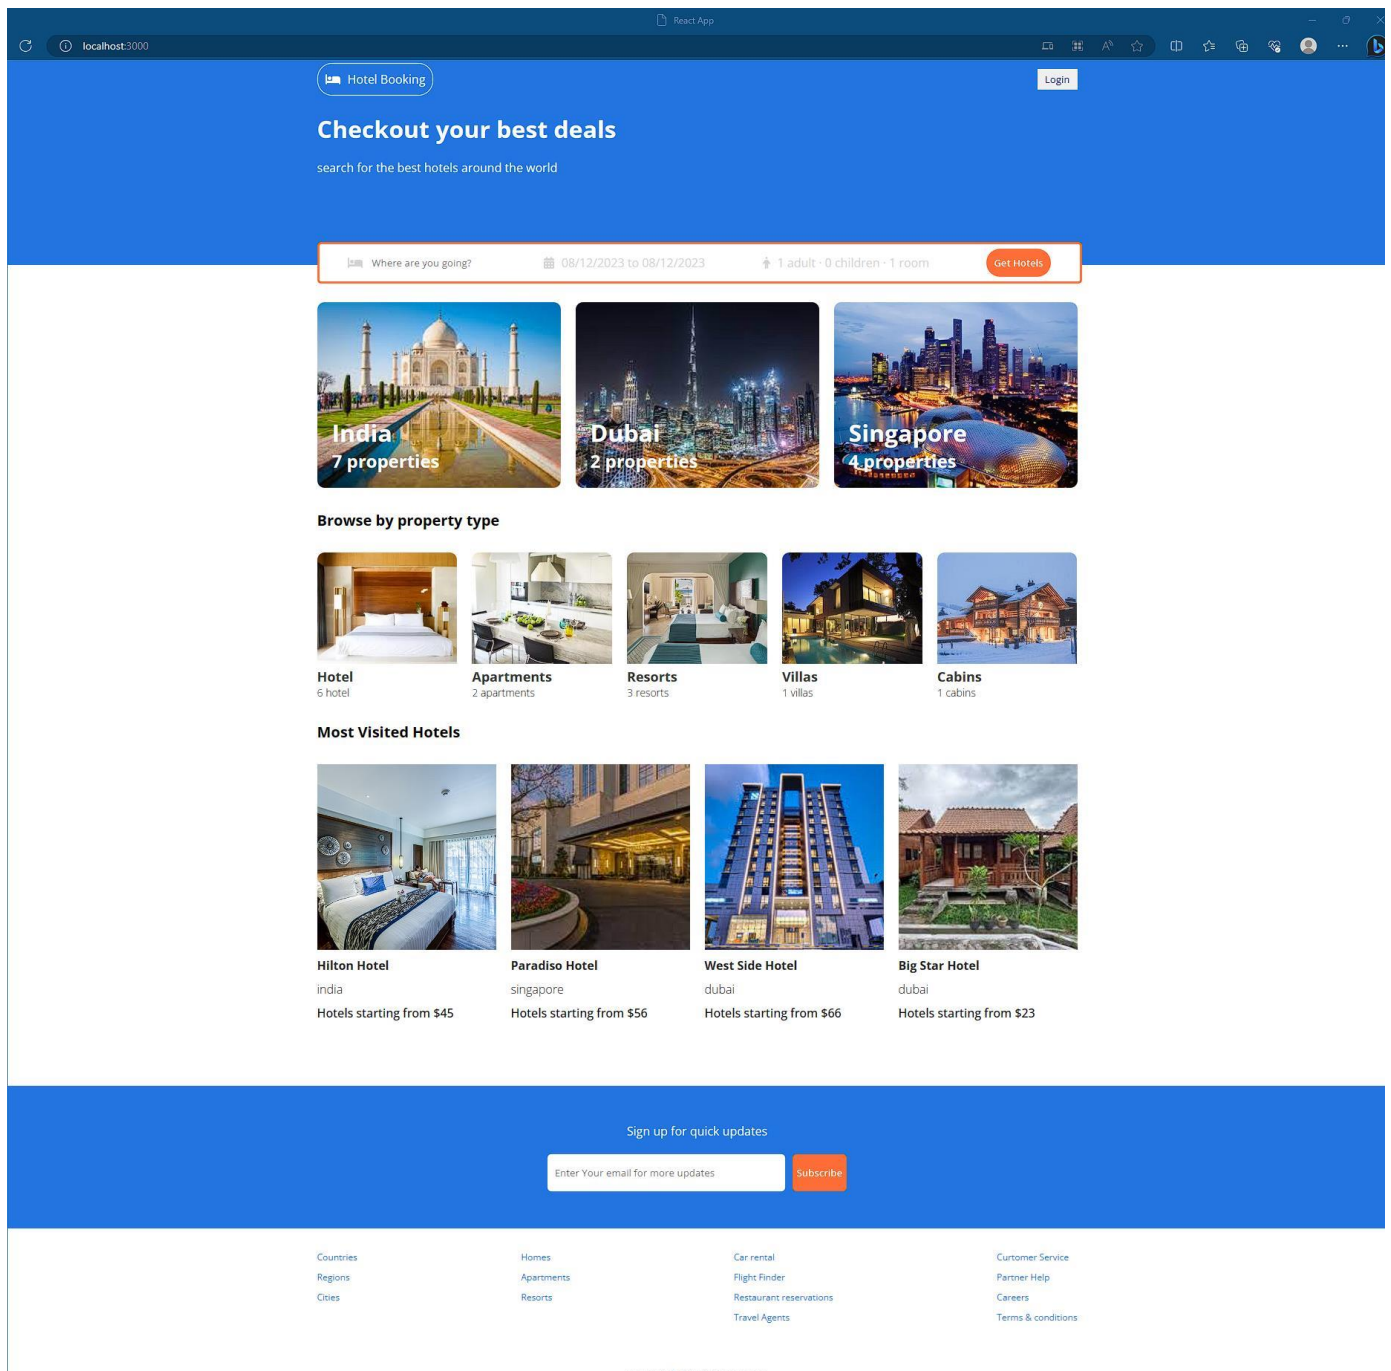 React App
localhost:3000
Hotel Booking
Login
Checkout your best deals
search for the best hotels around the world
Where are you going? 08/12/2023 to 08/12/2023 1 adult · 0 children · 1 room Get Hotels
India
7 properties
Dubai
2 properties
Singapore
4 properties
Browse by property type
Hotel
6 hotel
Apartments
2 apartments
Resorts
3 resorts
Villas
1 villas
Cabins
1 cabins
Most Visited Hotels
Hilton Hotel
india
Hotels starting from $45
Paradiso Hotel
singapore
Hotels starting from $56
West Side Hotel
dubai
Hotels starting from $66
Big Star Hotel
dubai
Hotels starting from $23
Sign up for quick updates
Enter Your email for more updates Subscribe
Countries
Regions
Cities
Homes
Apartments
Resorts
Car rental
Flight Finder
Restaurant reservations
Travel Agents
Curtomer Service
Partner Help
Careers
Terms & conditions